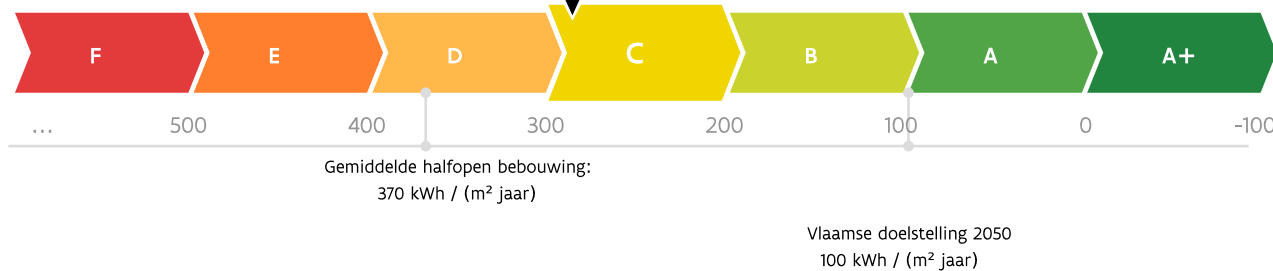 F E D C B A A+
... 500 400 300 200 100 0 -100
Gemiddelde halfopen bebouwing:
370 kWh / (m² jaar)
Vlaamse doelstelling 2050
100 kWh / (m² jaar)